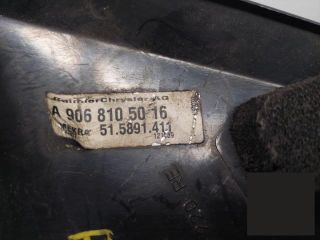 DaimlerChrysler AG
A 906 810 50 16
MEKRA 51.5891.411